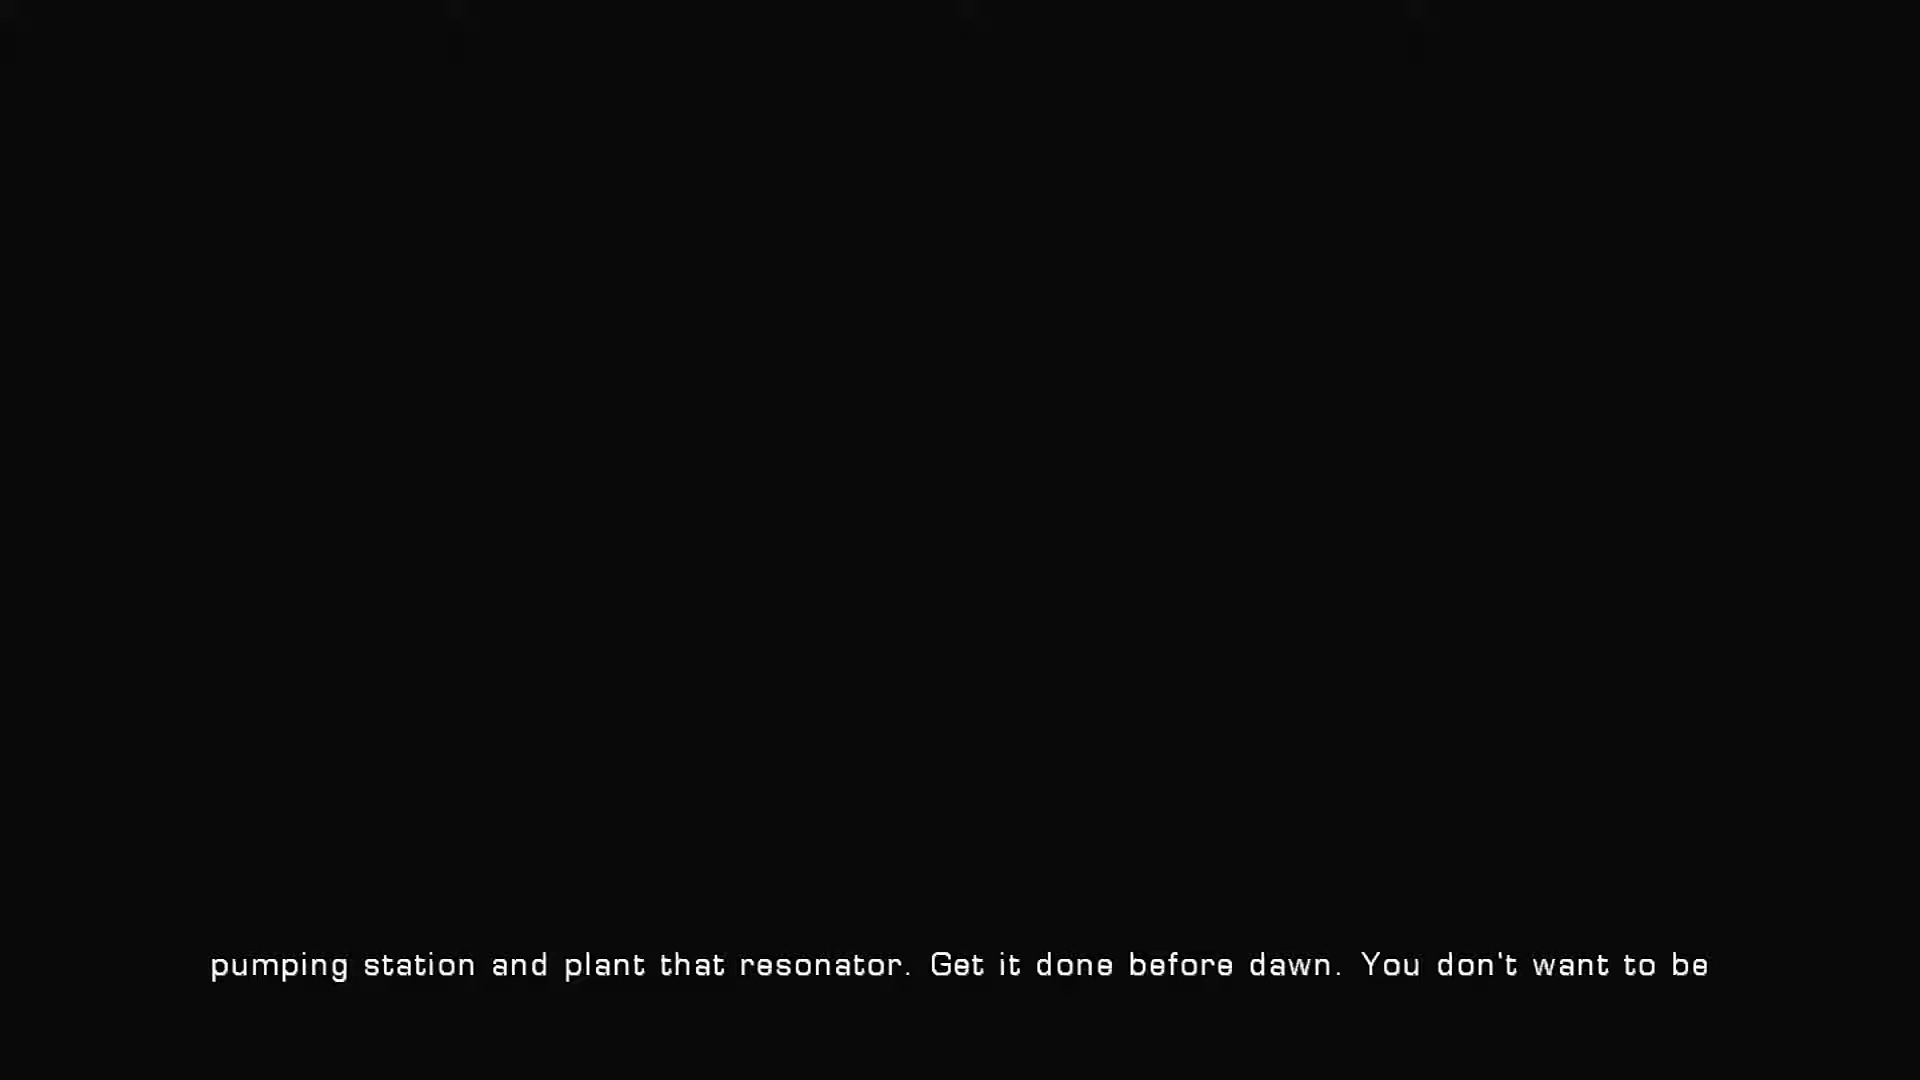 pumping station and plant that resonator. Get it done before dawn. You don't want to be